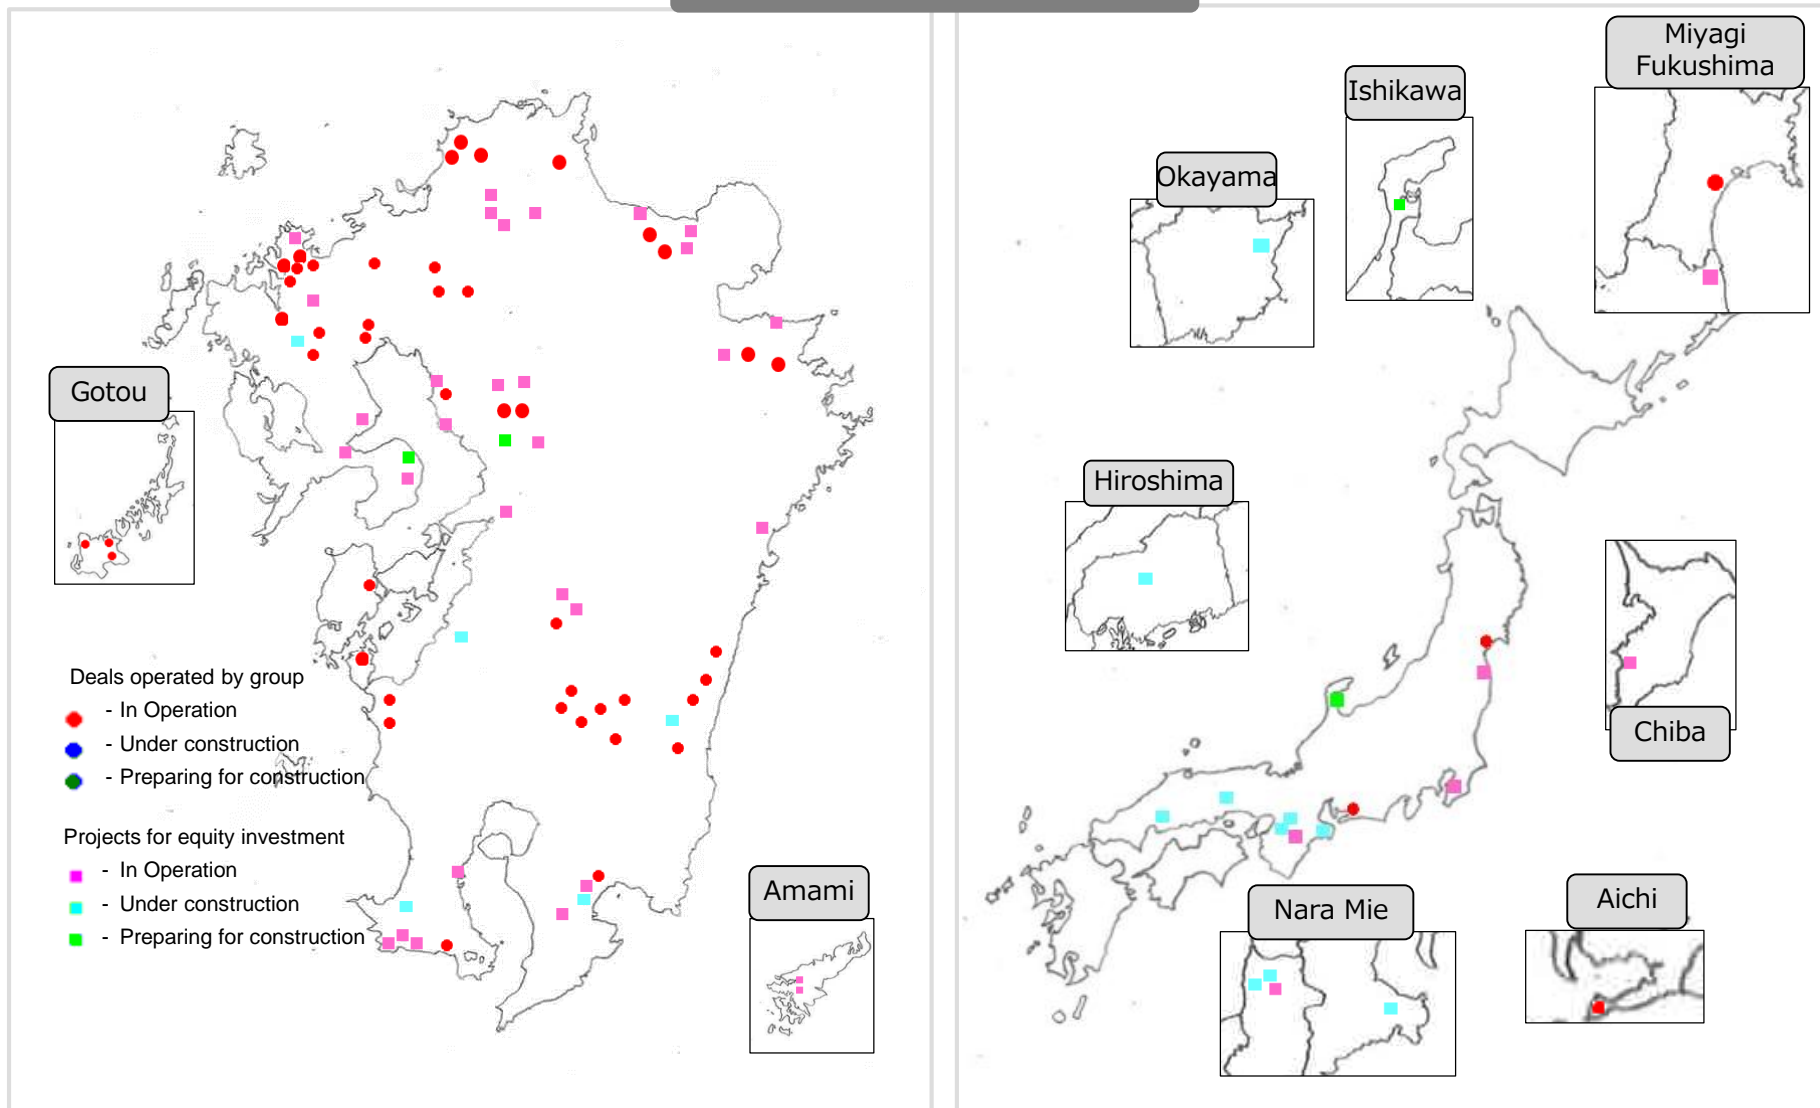 Gotou
Deals operated by group
- In Operation
- Under construction
- Preparing for construction
Projects for equity investment
- In Operation
- Under construction
- Preparing for construction
Amami
Miyagi
Fukushima
Ishikawa
Okayama
Hiroshima
Chiba
Nara Mie
Aichi